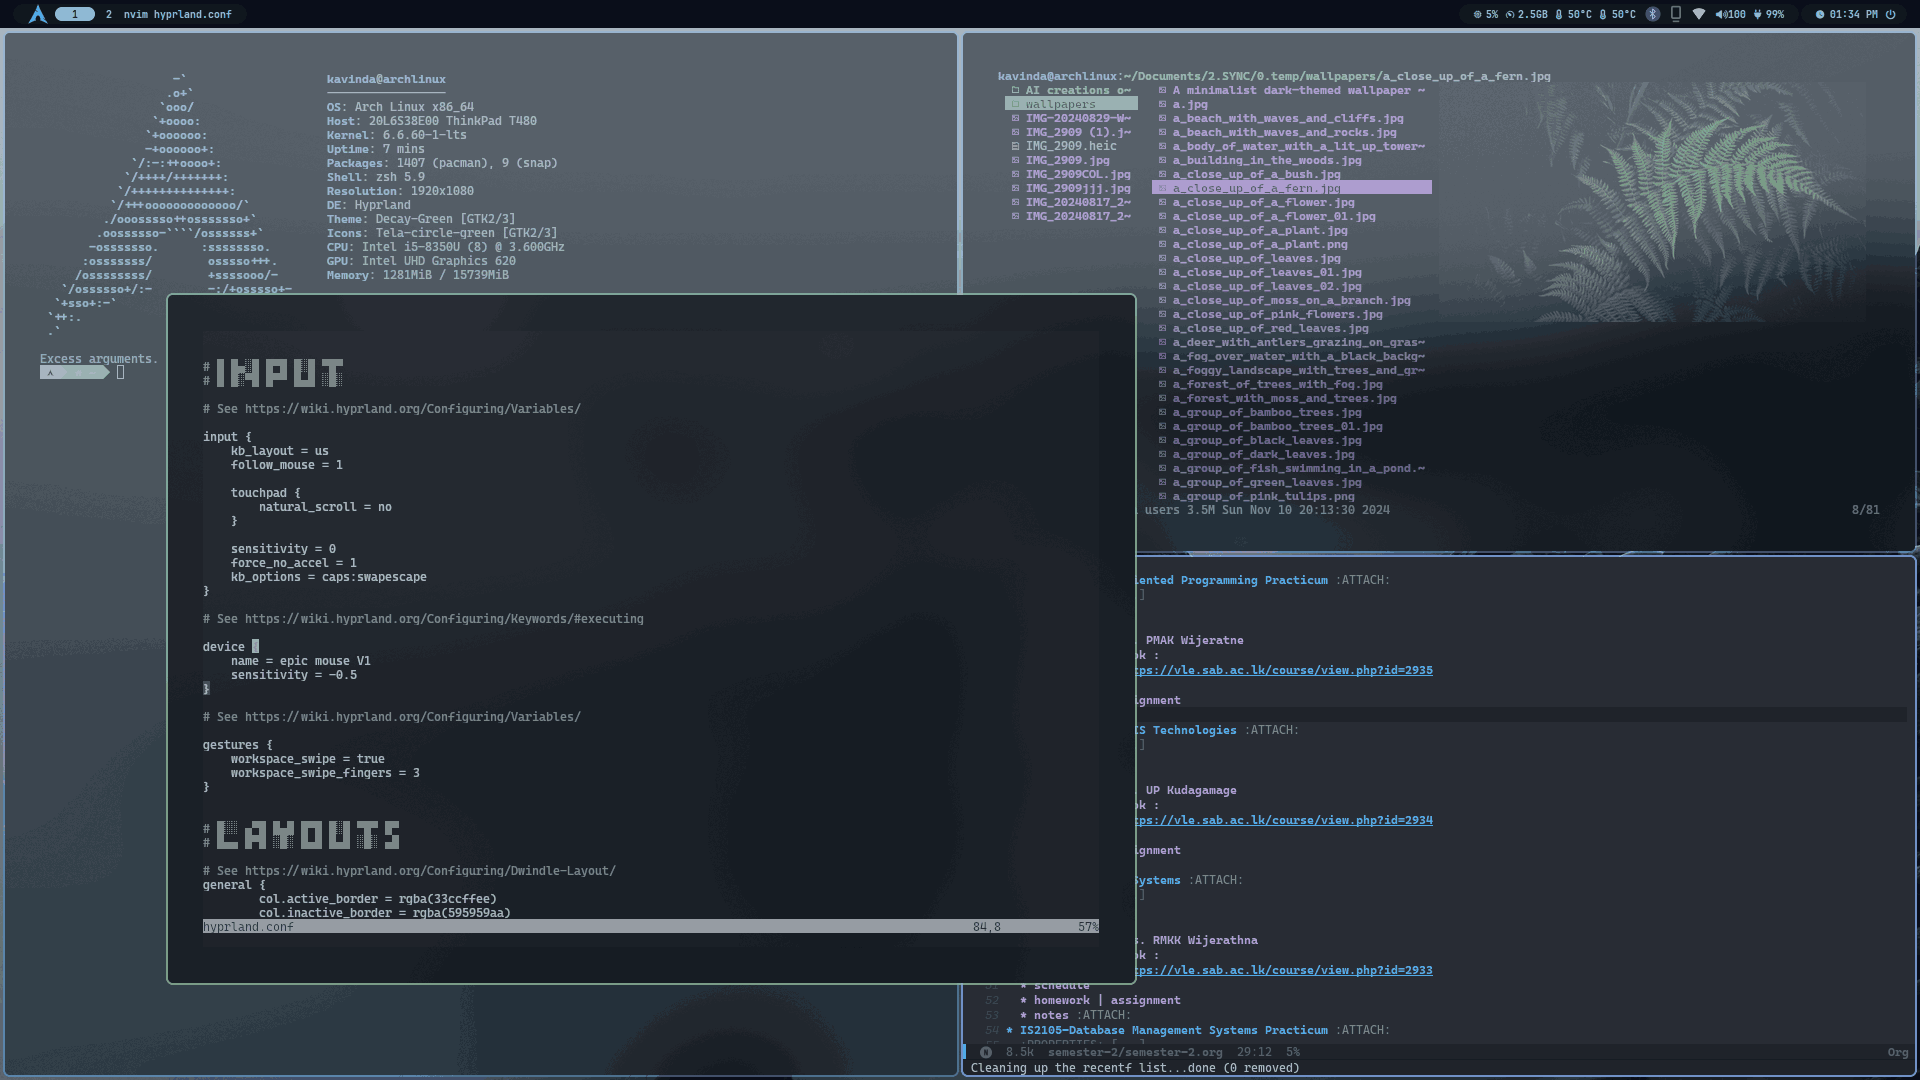 1 2 nvim hyprland.conf
5% 2.5GB 50°C 50°C 100 99% 01:34 PM
kavinda@archlinux
OS: Arch Linux x86_64
Host: 20L6S38E00 ThinkPad T480
Kernel: 6.6.60-1-lts
Uptime: 7 mins
Packages: 1407 (pacman), 9 (snap)
Shell: zsh 5.9
Resolution: 1920x1080
DE: Hyprland
Theme: Decay-Green [GTK2/3]
Icons: Tela-circle-green [GTK2/3]
CPU: Intel i5-8350U (8) @ 3.600GHz
GPU: Intel UHD Graphics 620
Memory: 1281MiB / 15739MiB
Excess arguments.
kavinda@archlinux:~/Documents/2.SYNC/0.temp/wallpapers/a_close_up_of_a_fern.jpg
AI creations o~
wallpapers
IMG-20240829-W~
IMG_2909 (1).j~
IMG_2909.heic
IMG_2909.jpg
IMG_2909COL.jpg
IMG_2909jjj.jpg
IMG_20240817_2~
IMG_20240817_2~
A minimalist dark-themed wallpaper ~
a.jpg
a_beach_with_waves_and_cliffs.jpg
a_beach_with_waves_and_rocks.jpg
a_body_of_water_with_a_lit_up_tower~
a_building_in_the_woods.jpg
a_close_up_of_a_bush.jpg
a_close_up_of_a_fern.jpg
a_close_up_of_a_flower.jpg
a_close_up_of_a_flower_01.jpg
a_close_up_of_a_plant.jpg
a_close_up_of_a_plant.png
a_close_up_of_leaves.jpg
a_close_up_of_leaves_01.jpg
a_close_up_of_leaves_02.jpg
a_close_up_of_moss_on_a_branch.jpg
a_close_up_of_pink_flowers.jpg
a_close_up_of_red_leaves.jpg
a_deer_with_antlers_grazing_on_gras~
a_fog_over_water_with_a_black_backg~
a_foggy_landscape_with_trees_and_gr~
a_forest_of_trees_with_fog.jpg
a_forest_with_moss_and_trees.jpg
a_group_of_bamboo_trees.jpg
a_group_of_bamboo_trees_01.jpg
a_group_of_black_leaves.jpg
a_group_of_dark_leaves.jpg
a_group_of_fish_swimming_in_a_pond.~
a_group_of_green_leaves.jpg
a_group_of_pink_tulips.png
users 3.5M Sun Nov 10 20:13:30 2024 8/81
# INPUT
#
# See https://wiki.hyprland.org/Configuring/Variables/
input {
kb_layout = us
follow_mouse = 1
touchpad {
natural_scroll = no
}
sensitivity = 0
force_no_accel = 1
kb_options = caps:swapescape
}
# See https://wiki.hyprland.org/Configuring/Keywords/#executing
device {
name = epic mouse V1
sensitivity = -0.5
}
# See https://wiki.hyprland.org/Configuring/Variables/
gestures {
workspace_swipe = true
workspace_swipe_fingers = 3
}
# LAYOUTS
#
# See https://wiki.hyprland.org/Configuring/Dwindle-Layout/
general {
col.active_border = rgba(33ccffee)
col.inactive_border = rgba(595959aa)
hyprland.conf 84,8 57%
ented Programming Practicum :ATTACH:
]
. PMAK Wijeratne
ok :
tps://vle.sab.ac.lk/course/view.php?id=2935
ignment
IS Technologies :ATTACH:
]
. UP Kudagamage
ok :
tps://vle.sab.ac.lk/course/view.php?id=2934
ignment
Systems :ATTACH:
]
s. RMKK Wijerathna
ok :
tps://vle.sab.ac.lk/course/view.php?id=2933
51 * schedule
52 * homework | assignment
53 * notes :ATTACH:
54 * IS2105-Database Management Systems Practicum :ATTACH:
N 8.5k semester-2/semester-2.org 29:12 5% Org
Cleaning up the recentf list...done (0 removed)